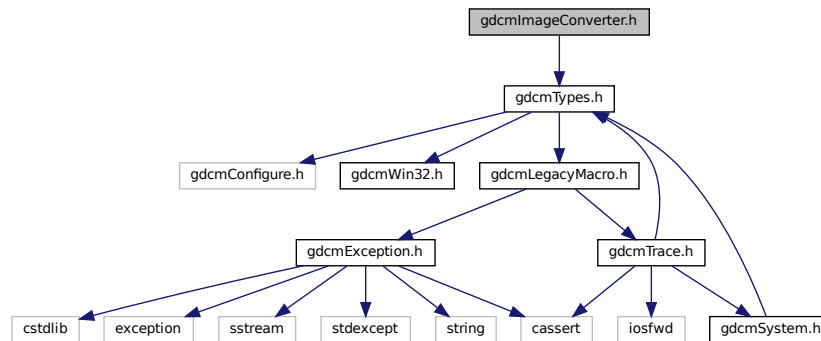 gdcmImageConverter.h
gdcmTypes.h
gdcmConfigure.h
gdcmWin32.h
gdcmLegacyMacro.h
gdcmException.h
gdcmTrace.h
cstdlib
exception
sstream
stdexcept
string
cassert
iosfwd
gdcmSystem.h